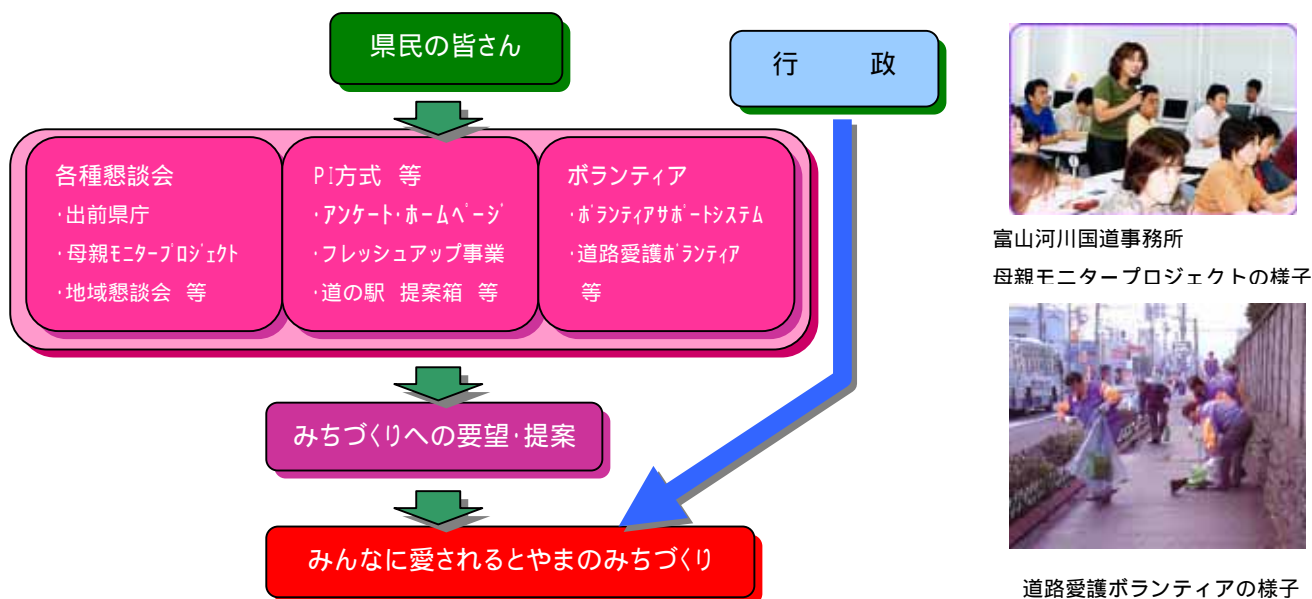 県民の皆さん
行 政
各種懇談会
・出前県庁
・母親ﾓﾆﾀｰﾌﾟﾛｼﾞｪｸﾄ
・地域懇談会 等
PI方式 等
・ｱﾝｹｰﾄ・ﾎｰﾑﾍﾟｰｼﾞ
・フレッシュアップ事業
・道の駅 提案箱 等
ボランティア
・ﾎﾞﾗﾝﾃｨｱｻﾎﾟｰﾄｼｽﾃﾑ
・道路愛護ﾎﾞﾗﾝﾃｨｱ
等
みちづくりへの要望・提案
みんなに愛されるとやまのみちづくり
富山河川国道事務所
母親モニタープロジェクトの様子
道路愛護ボランティアの様子